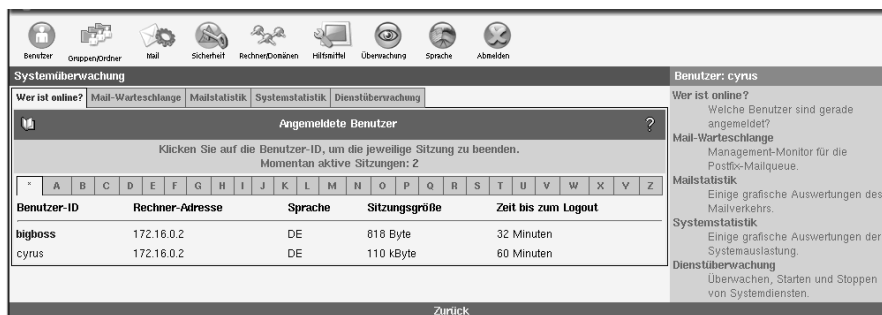 Benutzer Gruppen/Ordner Mail Sicherheit Rechner/Domänen Hilfsmittel Überwachung Sprache Abmelden
Systemüberwachung
Wer ist online? Mail-Warteschlange Mailstatistik Systemstatistik Dienstüberwachung
Angemeldete Benutzer ?
Klicken Sie auf die Benutzer-ID, um die jeweilige Sitzung zu beenden.
Momentan aktive Sitzungen: 2
* A B C D E F G H I J K L M N O P Q R S T U V W X Y Z
Benutzer-ID Rechner-Adresse Sprache Sitzungsgröße Zeit bis zum Logout
bigboss 172.16.0.2 DE 818 Byte 32 Minuten
cyrus 172.16.0.2 DE 110 kByte 60 Minuten
Benutzer: cyrus
Wer ist online?
Welche Benutzer sind gerade
angemeldet?
Mail-Warteschlange
Management-Monitor für die
Postfix-Mailqueue.
Mailstatistik
Einige grafische Auswertungen des
Mailverkehrs.
Systemstatistik
Einige grafische Auswertungen der
Systemauslastung.
Dienstüberwachung
Überwachen, Starten und Stoppen
von Systemdiensten.
Zurück